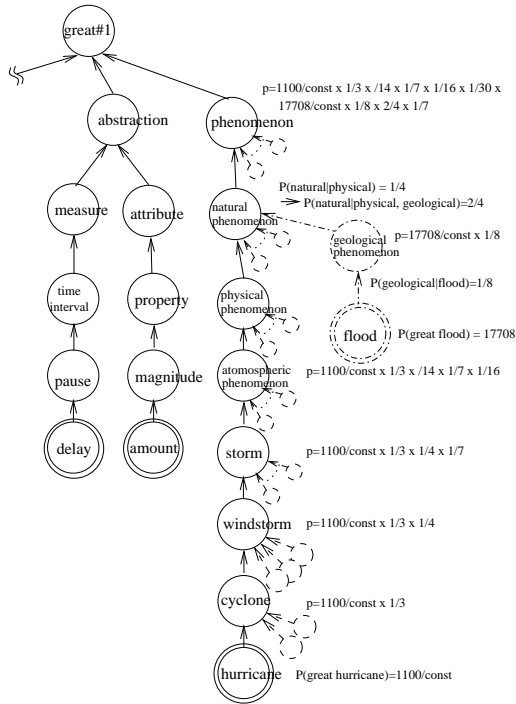 great#1
p=1100/const x 1/3 x /14 x 1/7 x 1/16 x 1/30 x
17708/const x 1/8 x 2/4 x 1/7
abstraction
phenomenon
P(natural|physical) = 1/4
P(natural|physical, geological)=2/4
measure
attribute
natural
phenomenon
geological
phenomenon
p=17708/const x 1/8
P(geological|flood)=1/8
time
interval
property
physical
phenomenon
flood
P(great flood) = 17708
pause
magnitude
atomospheric
phenomenon
p=1100/const x 1/3 x /14 x 1/7 x 1/16
delay
amount
storm
p=1100/const x 1/3 x 1/4 x 1/7
windstorm
p=1100/const x 1/3 x 1/4
cyclone
p=1100/const x 1/3
hurricane
P(great hurricane)=1100/const